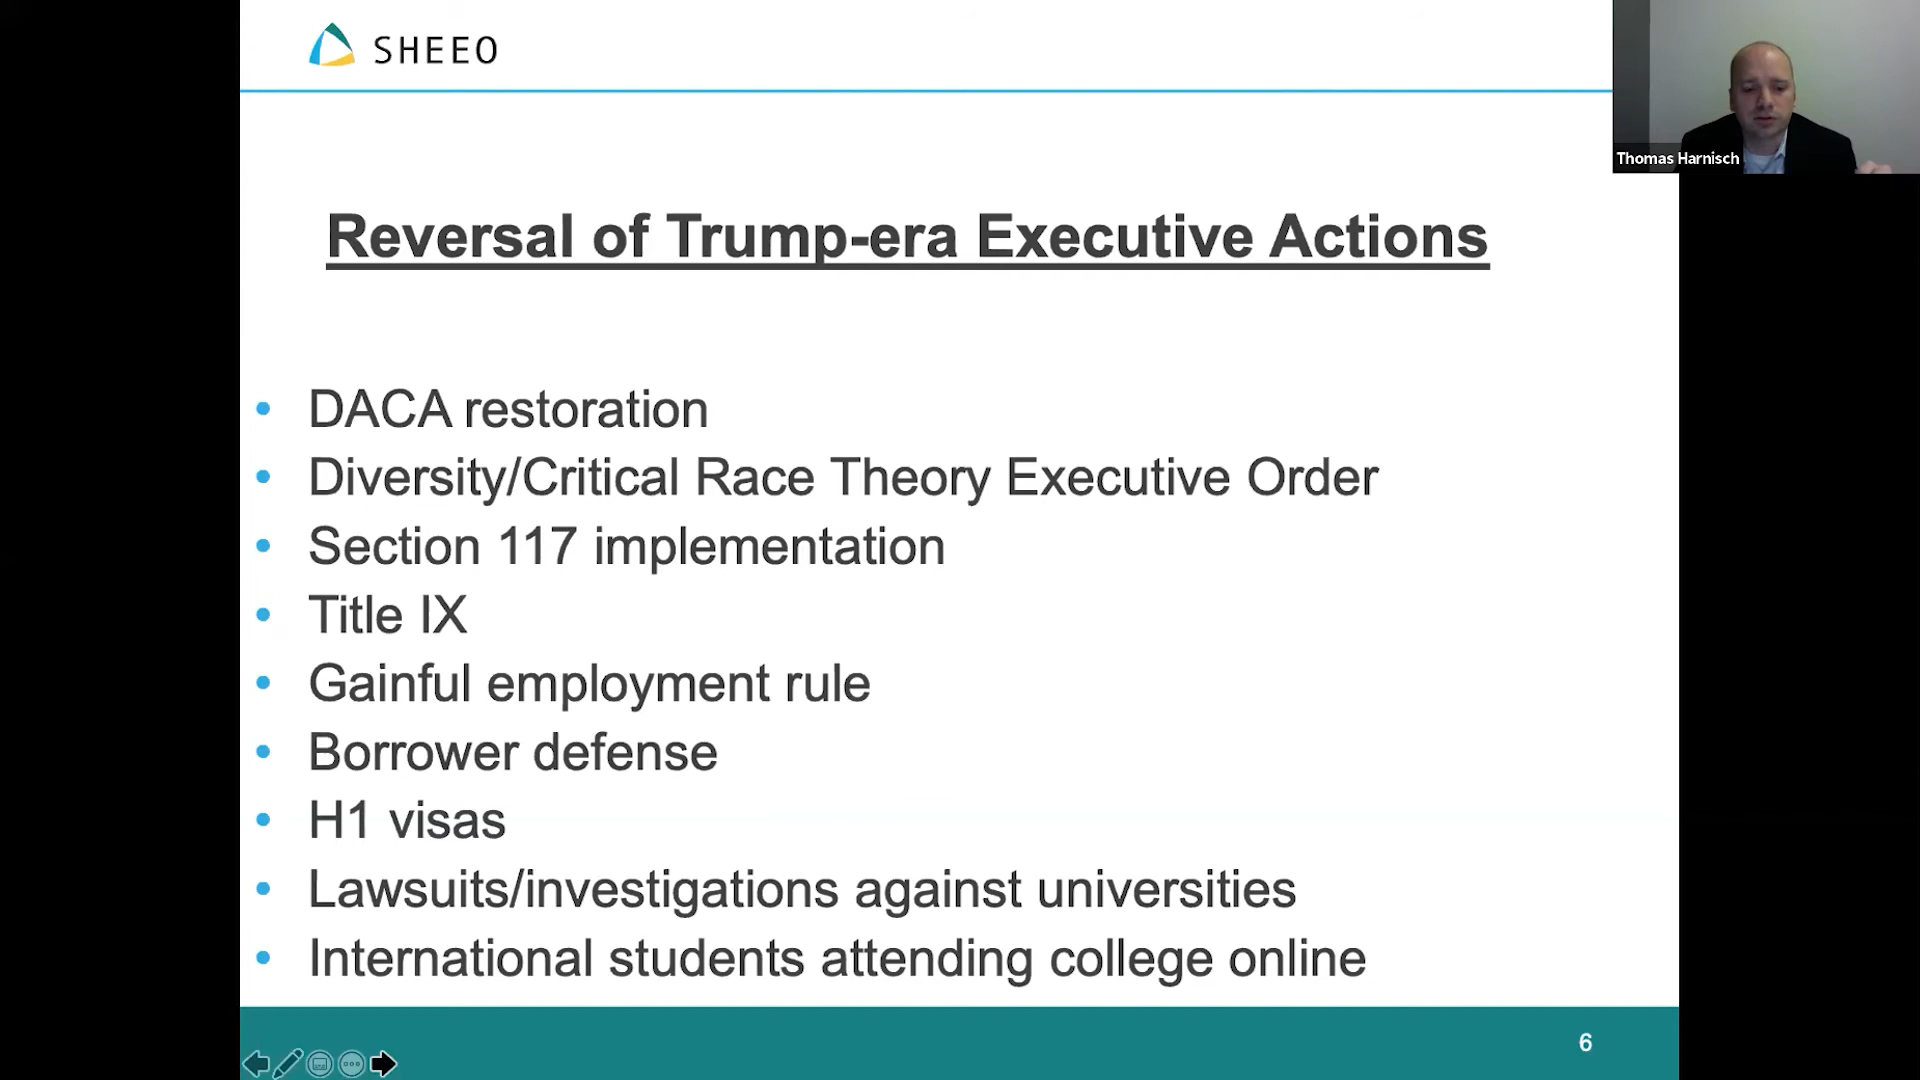 SHEEO
Thomas Harnisch
Reversal of Trump-era Executive Actions
• DACA restoration
• Diversity/Critical Race Theory Executive Order
• Section 117 implementation
• Title IX
• Gainful employment rule
• Borrower defense
• H1 visas
• Lawsuits/investigations against universities
• International students attending college online
6